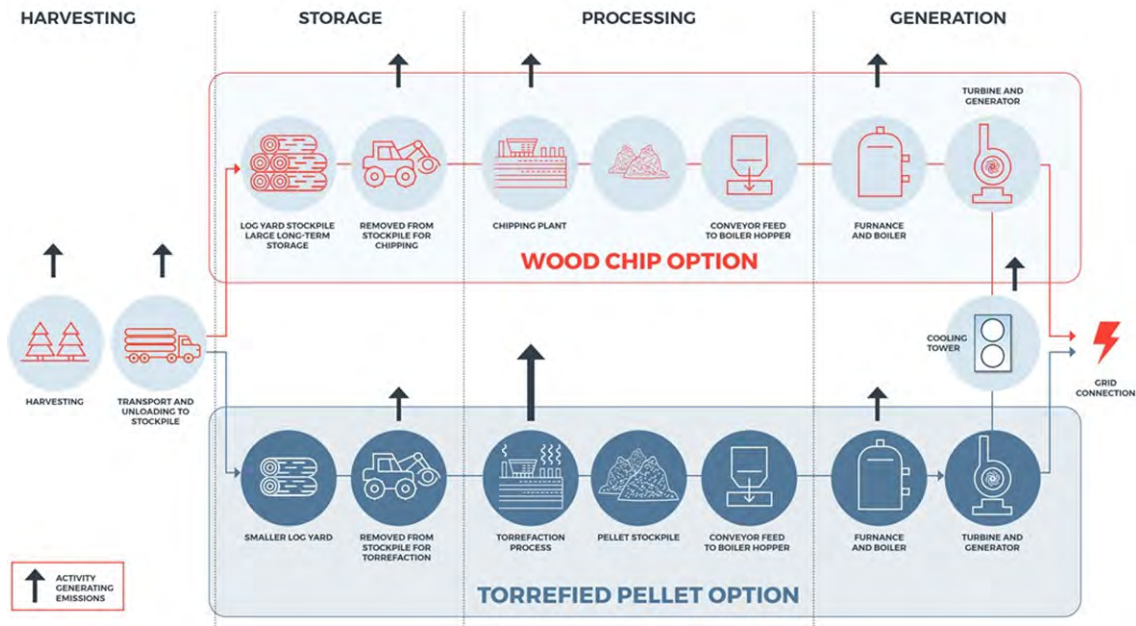 HARVESTING
STORAGE
PROCESSING
GENERATION
TURBINE AND
GENERATOR
LOG YARD STOCKPILE
LARGE LONG-TERM
STORAGE
REMOVED FROM
STOCKPILE FOR
CHIPPING
CHIPPING PLANT
CONVEYOR FEED
TO BOILER HOPPER
FURNANCE
AND BOILER
WOOD CHIP OPTION
HARVESTING
TRANSPORT AND
UNLOADING TO
STOCKPILE
COOLING
TOWER
GRID
CONNECTION
SMALLER LOG YARD
REMOVED FROM
STOCKPILE FOR
TORREFACTION
TORREFACTION
PROCESS
PELLET STOCKPILE
CONVEYOR FEED
TO BOILER HOPPER
FURNANCE
AND BOILER
TURBINE AND
GENERATOR
TORREFIED PELLET OPTION
ACTIVITY
GENERATING
EMISSIONS